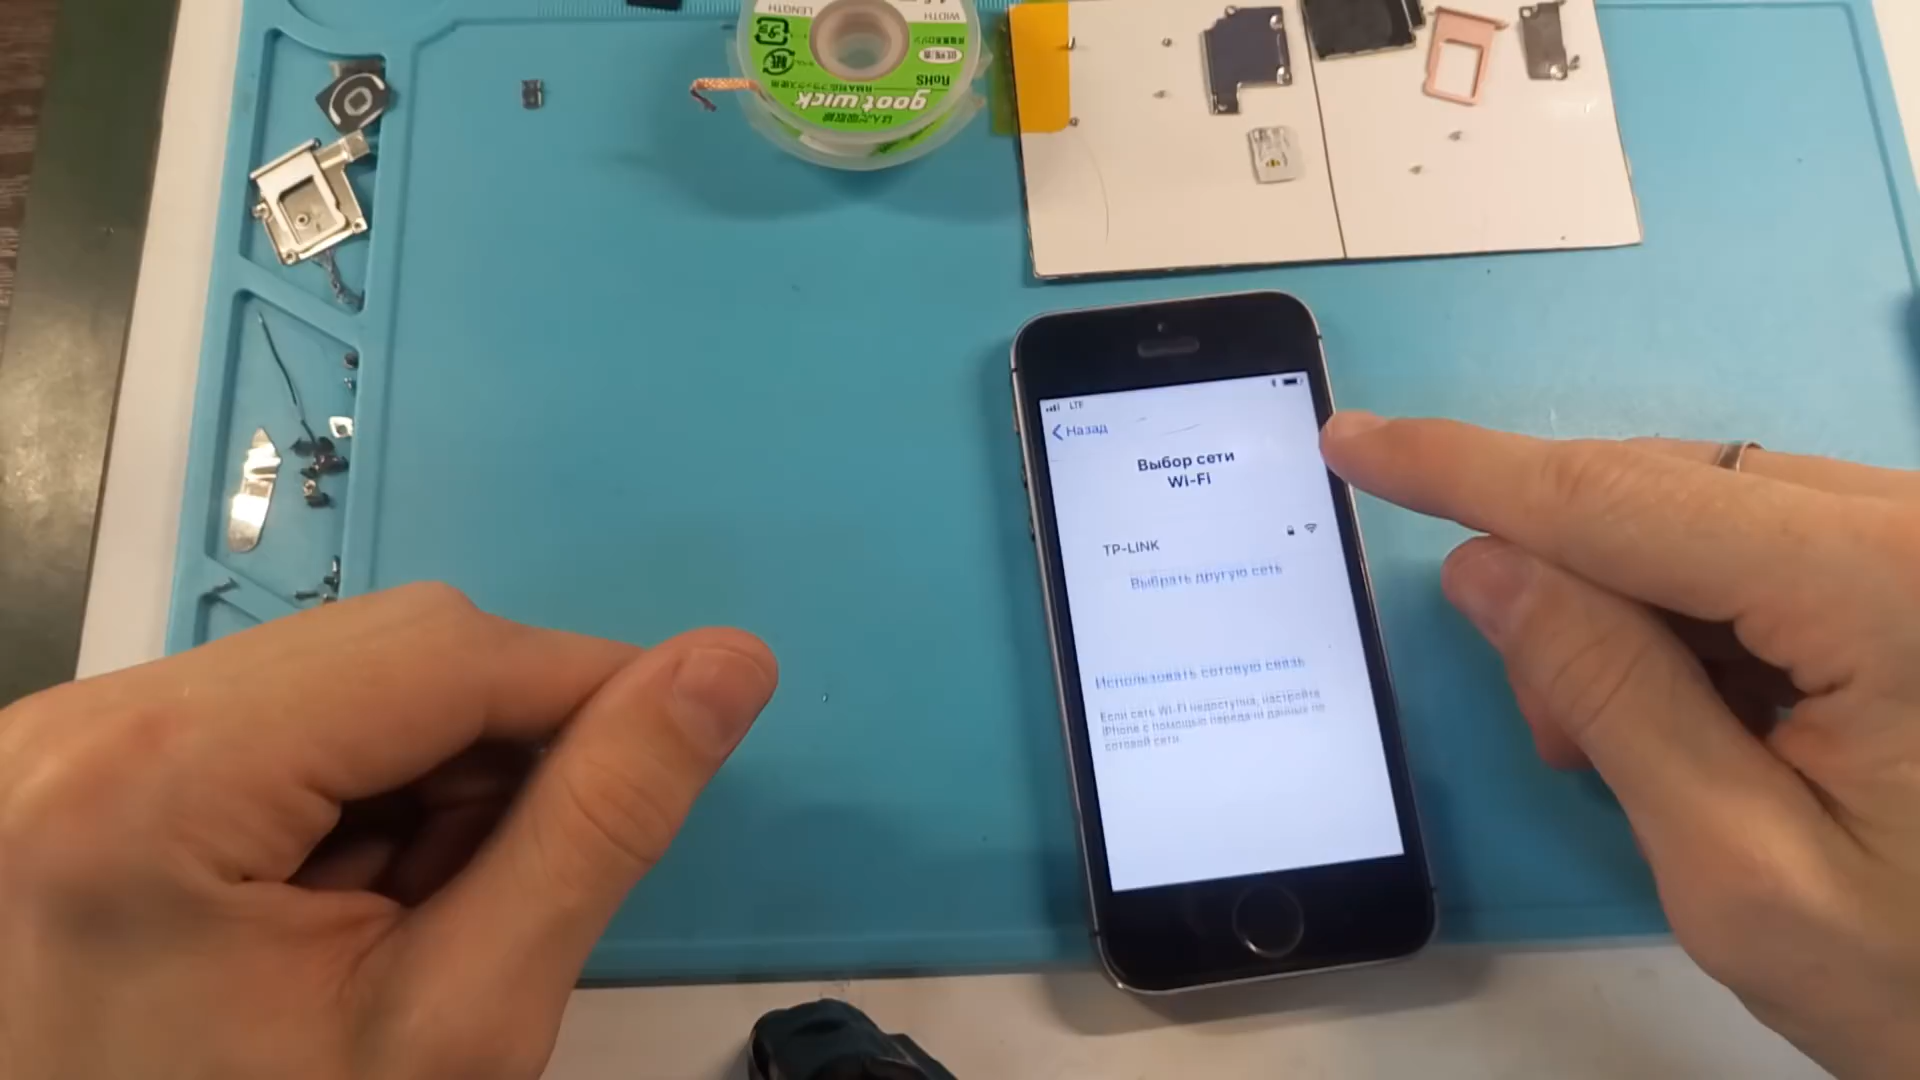 WIDTH
LENGTH
RoHS
goot wick
LTE
Назад
Выбор сети
Wi-Fi
TP-LINK
Выбрать другую сеть
Использовать сотовую связь
Если сеть Wi-Fi недоступна, настройте
iPhone с помощью передачи данных по
сотовой сети.